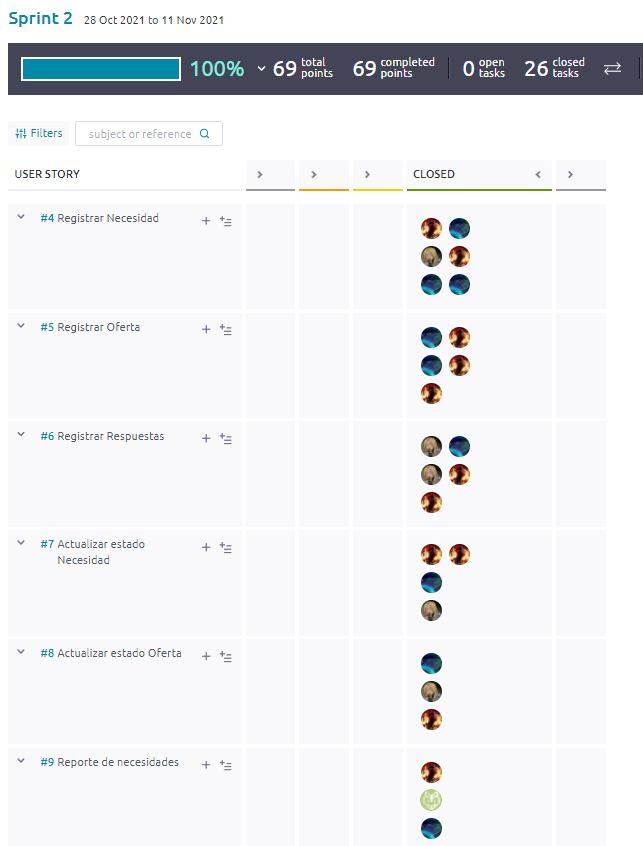 Sprint 2 28 Oct 2021 to 11 Nov 2021
100% 69 total points 69 completed points 0 open tasks 26 closed tasks
Filters subject or reference
USER STORY CLOSED
#4 Registrar Necesidad
#5 Registrar Oferta
#6 Registrar Respuestas
#7 Actualizar estado
Necesidad
#8 Actualizar estado Oferta
#9 Reporte de necesidades